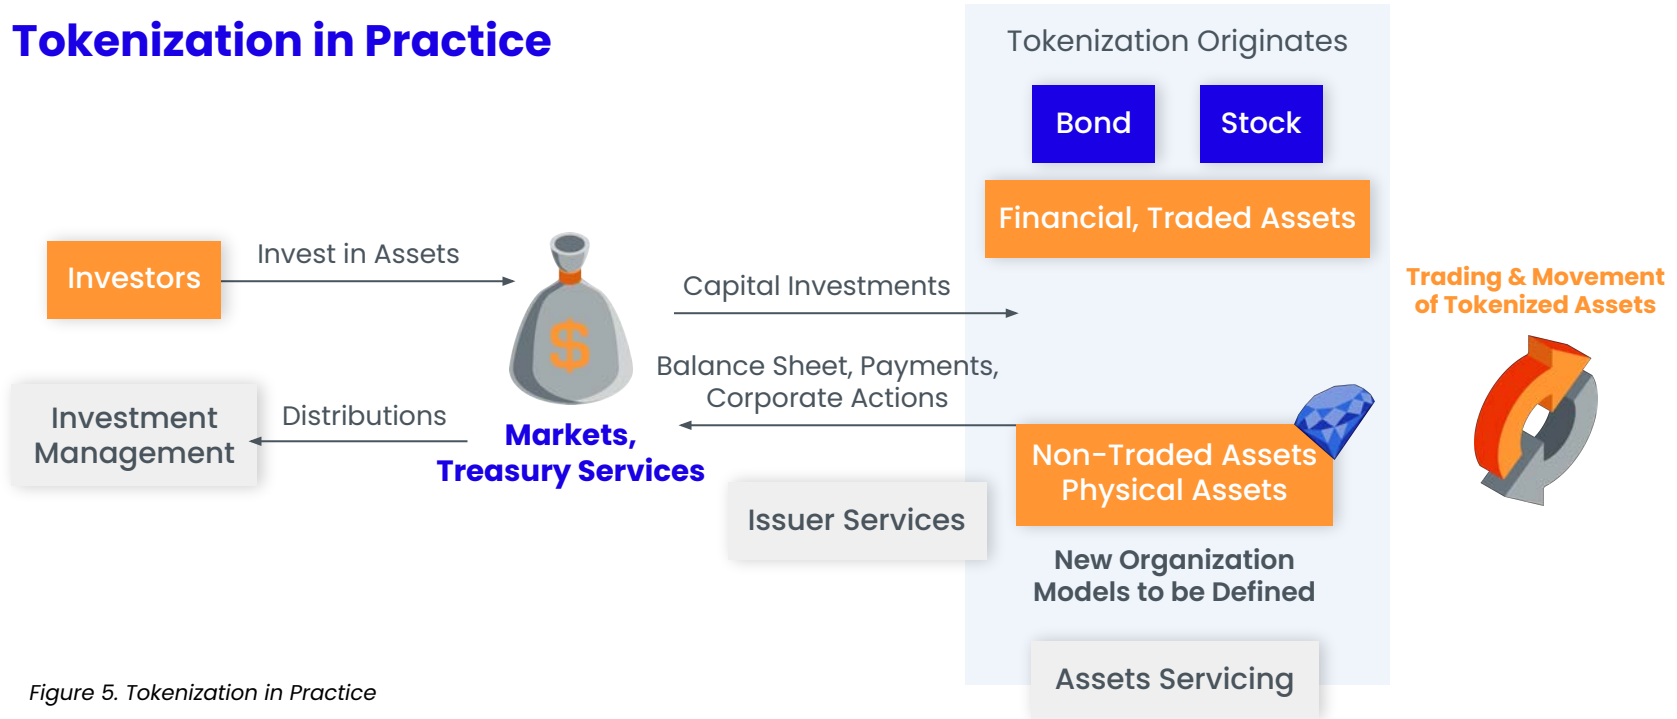 Tokenization in Practice
Tokenization Originates
Bond
Stock
Financial, Traded Assets
Investors
Invest in Assets
$
Capital Investments
Trading & Movement
of Tokenized Assets
Balance Sheet, Payments,
Corporate Actions
Investment
Management
Distributions
Markets,
Treasury Services
Non-Traded Assets
Physical Assets
Issuer Services
New Organization
Models to be Defined
Assets Servicing
Figure 5. Tokenization in Practice